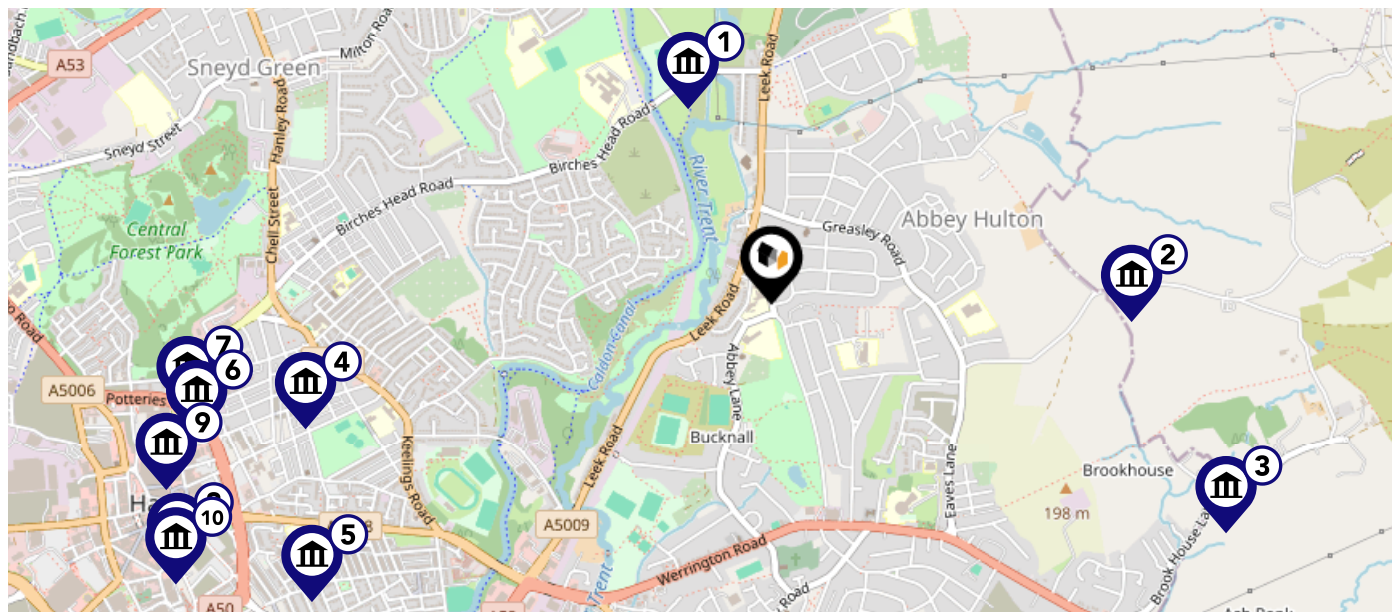 Sneyd Green
A53
Milton Roa
Hanley Road
Sneyd Street
Birches Head Road
Leek Road
1
Birches Head Road
River Trent
Central
Forest Park
Chell Street
Greasley Road
Abbey Hulton
2
Leek Road
Caldon Canal
7
6
4
A5006
Potteries
9
Abbey Lane
Bucknall
Keelings Road
Leek Road
Eaves Lane
Brookhouse
3
198 m
10
5
A5009
Werrington Road
Brook House La
Trent
Road
A50